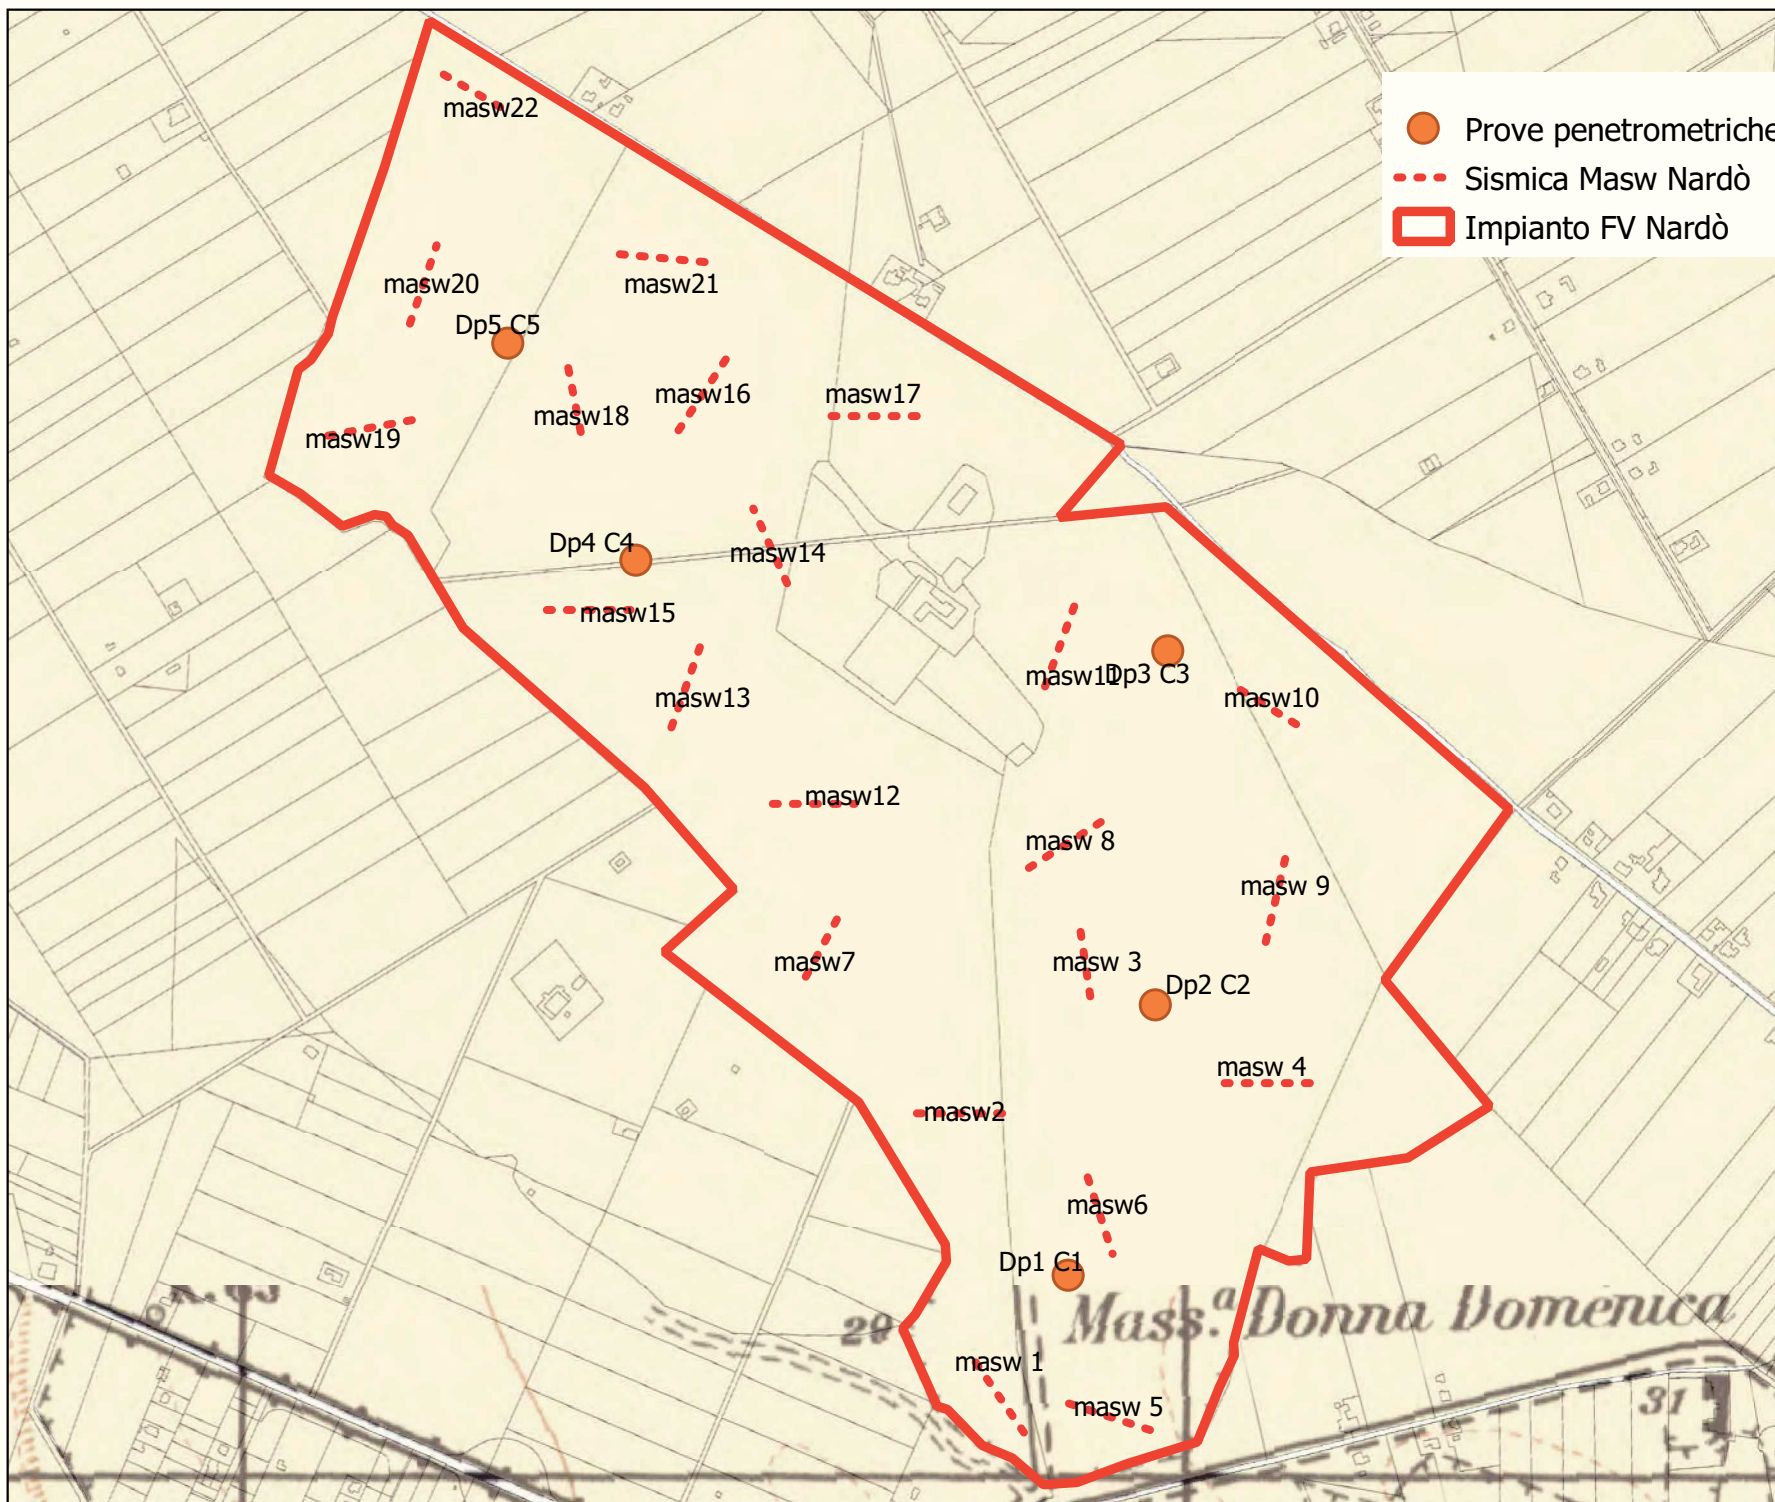 masw22
Prove penetrometriche
Sismica Masw Nardò
Impianto FV Nardò
masw20
masw21
Dp5 C5
masw16
masw17
masw18
masw19
Dp4 C4
masw14
masw15
masw11
Dp3 C3
masw13
masw10
masw12
masw 8
masw 9
masw7
masw 3
Dp2 C2
masw 4
masw2
masw6
Dp1 C1
Mass.ª Donna Domenica
29
masw 1
31
masw 5